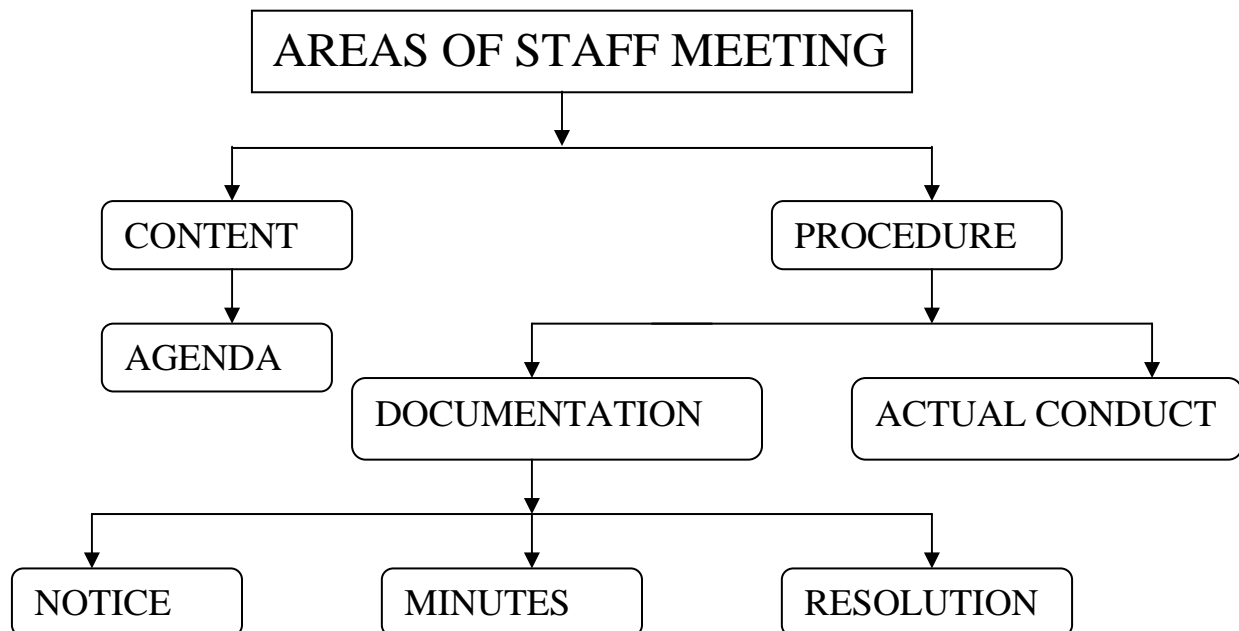 AREAS OF STAFF MEETING
CONTENT
PROCEDURE
AGENDA
DOCUMENTATION
ACTUAL CONDUCT
NOTICE
MINUTES
RESOLUTION